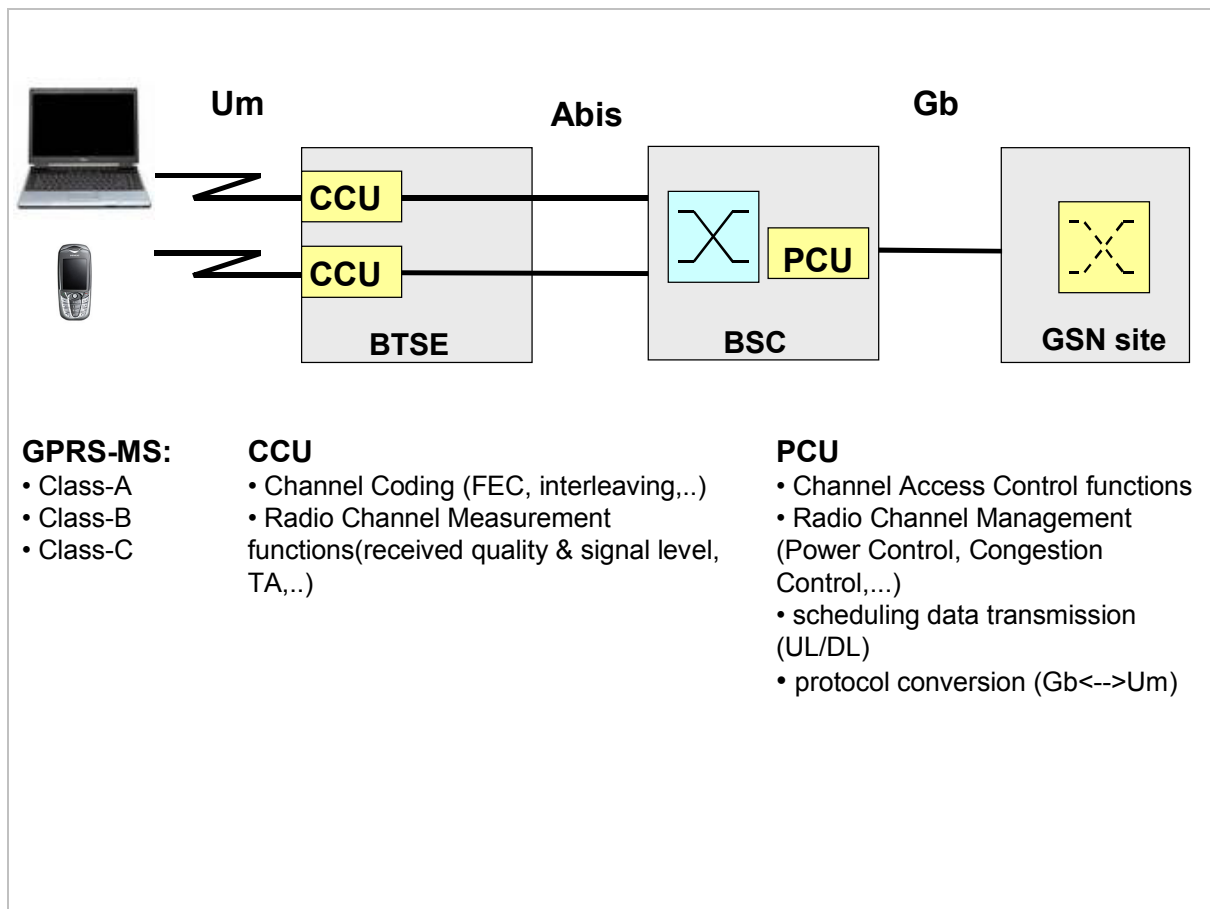 Um
Abis
Gb
CCU
CCU
PCU
BTSE
BSC
GSN site
GPRS-MS:
• Class-A
• Class-B
• Class-C
CCU
• Channel Coding (FEC, interleaving,..)
• Radio Channel Measurement
functions(received quality & signal level,
TA,..)
PCU
• Channel Access Control functions
• Radio Channel Management
(Power Control, Congestion
Control,...)
• scheduling data transmission
(UL/DL)
• protocol conversion (Gb<-->Um)